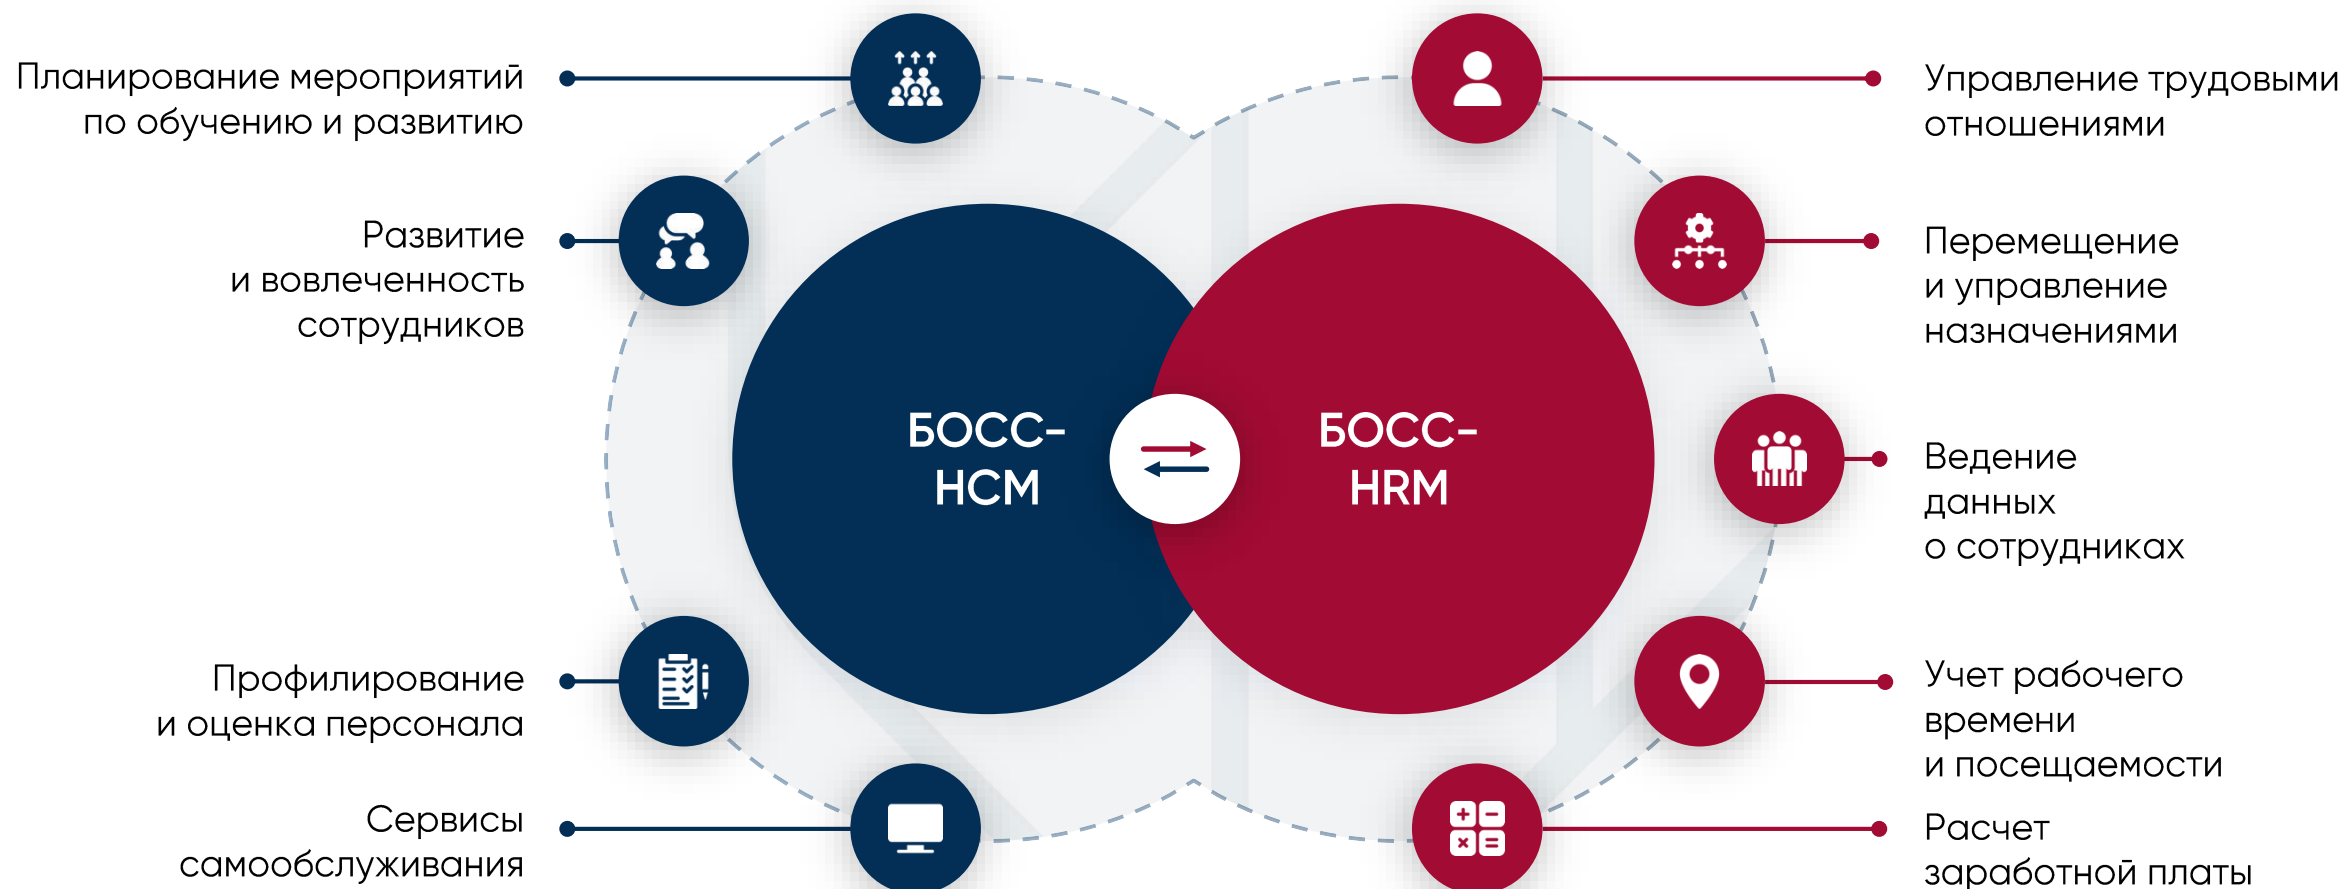 Планирование мероприятий
по обучению и развитию
Развитие
и вовлеченность
сотрудников
Профилирование
и оценка персонала
Сервисы
самообслуживания
БОСС-
HCM
БОСС-
HRM
Управление трудовыми
отношениями
Перемещение
и управление
назначениями
Ведение
данных
о сотрудниках
Учет рабочего
времени
и посещаемости
Расчет
заработной платы